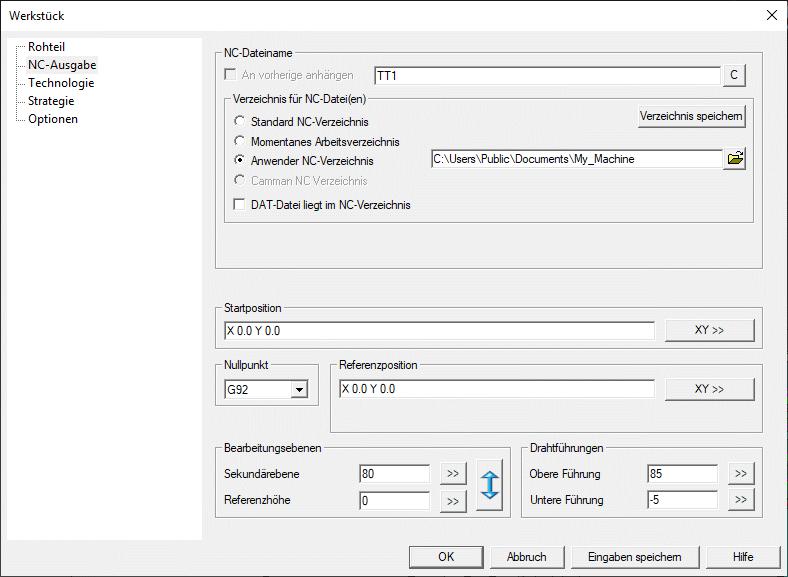 Werkstück
Rohteil
NC-Ausgabe
Technologie
Strategie
Optionen
NC-Dateiname
An vorherige anhängen
TT1
C
Verzeichnis für NC-Datei(en)
Standard NC-Verzeichnis
Verzeichnis speichern
Momentanes Arbeitsverzeichnis
Anwender NC-Verzeichnis
C:\Users\Public\Documents\My_Machine
Camman NC Verzeichnis
DAT-Datei liegt im NC-Verzeichnis
Startposition
X 0.0 Y 0.0
XY >>
Nullpunkt
G92
Referenzposition
X 0.0 Y 0.0
XY >>
Bearbeitungsebenen
Sekundärebene
80
>>
Referenzhöhe
0
>>
Drahtführungen
Obere Führung
85
>>
Untere Führung
-5
>>
OK
Abbruch
Eingaben speichern
Hilfe